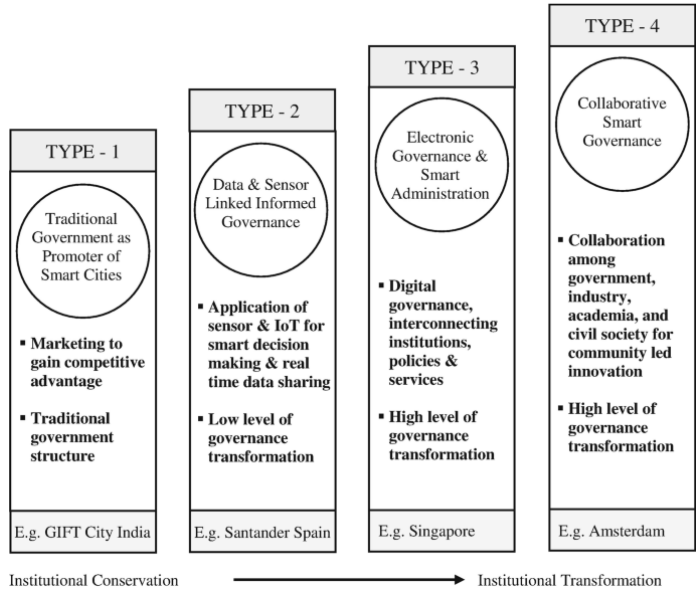 TYPE - 1
Traditional
Government as
Promoter of
Smart Cities
▪ Marketing to
gain competitive
advantage
▪ Traditional
government
structure
E.g. GIFT City India
TYPE - 2
Data & Sensor
Linked Informed
Governance
▪ Application of
sensor & IoT for
smart decision
making & real
time data sharing
▪ Low level of
governance
transformation
E.g. Santander Spain
TYPE - 3
Electronic
Governance &
Smart
Administration
▪ Digital
governance,
interconnecting
institutions,
policies &
services
▪ High level of
governance
transformation
E.g. Singapore
TYPE - 4
Collaborative
Smart
Governance
▪ Collaboration
among
government,
industry,
academia, and
civil society for
community led
innovation
▪ High level of
governance
transformation
E.g. Amsterdam
Institutional Conservation
Institutional Transformation